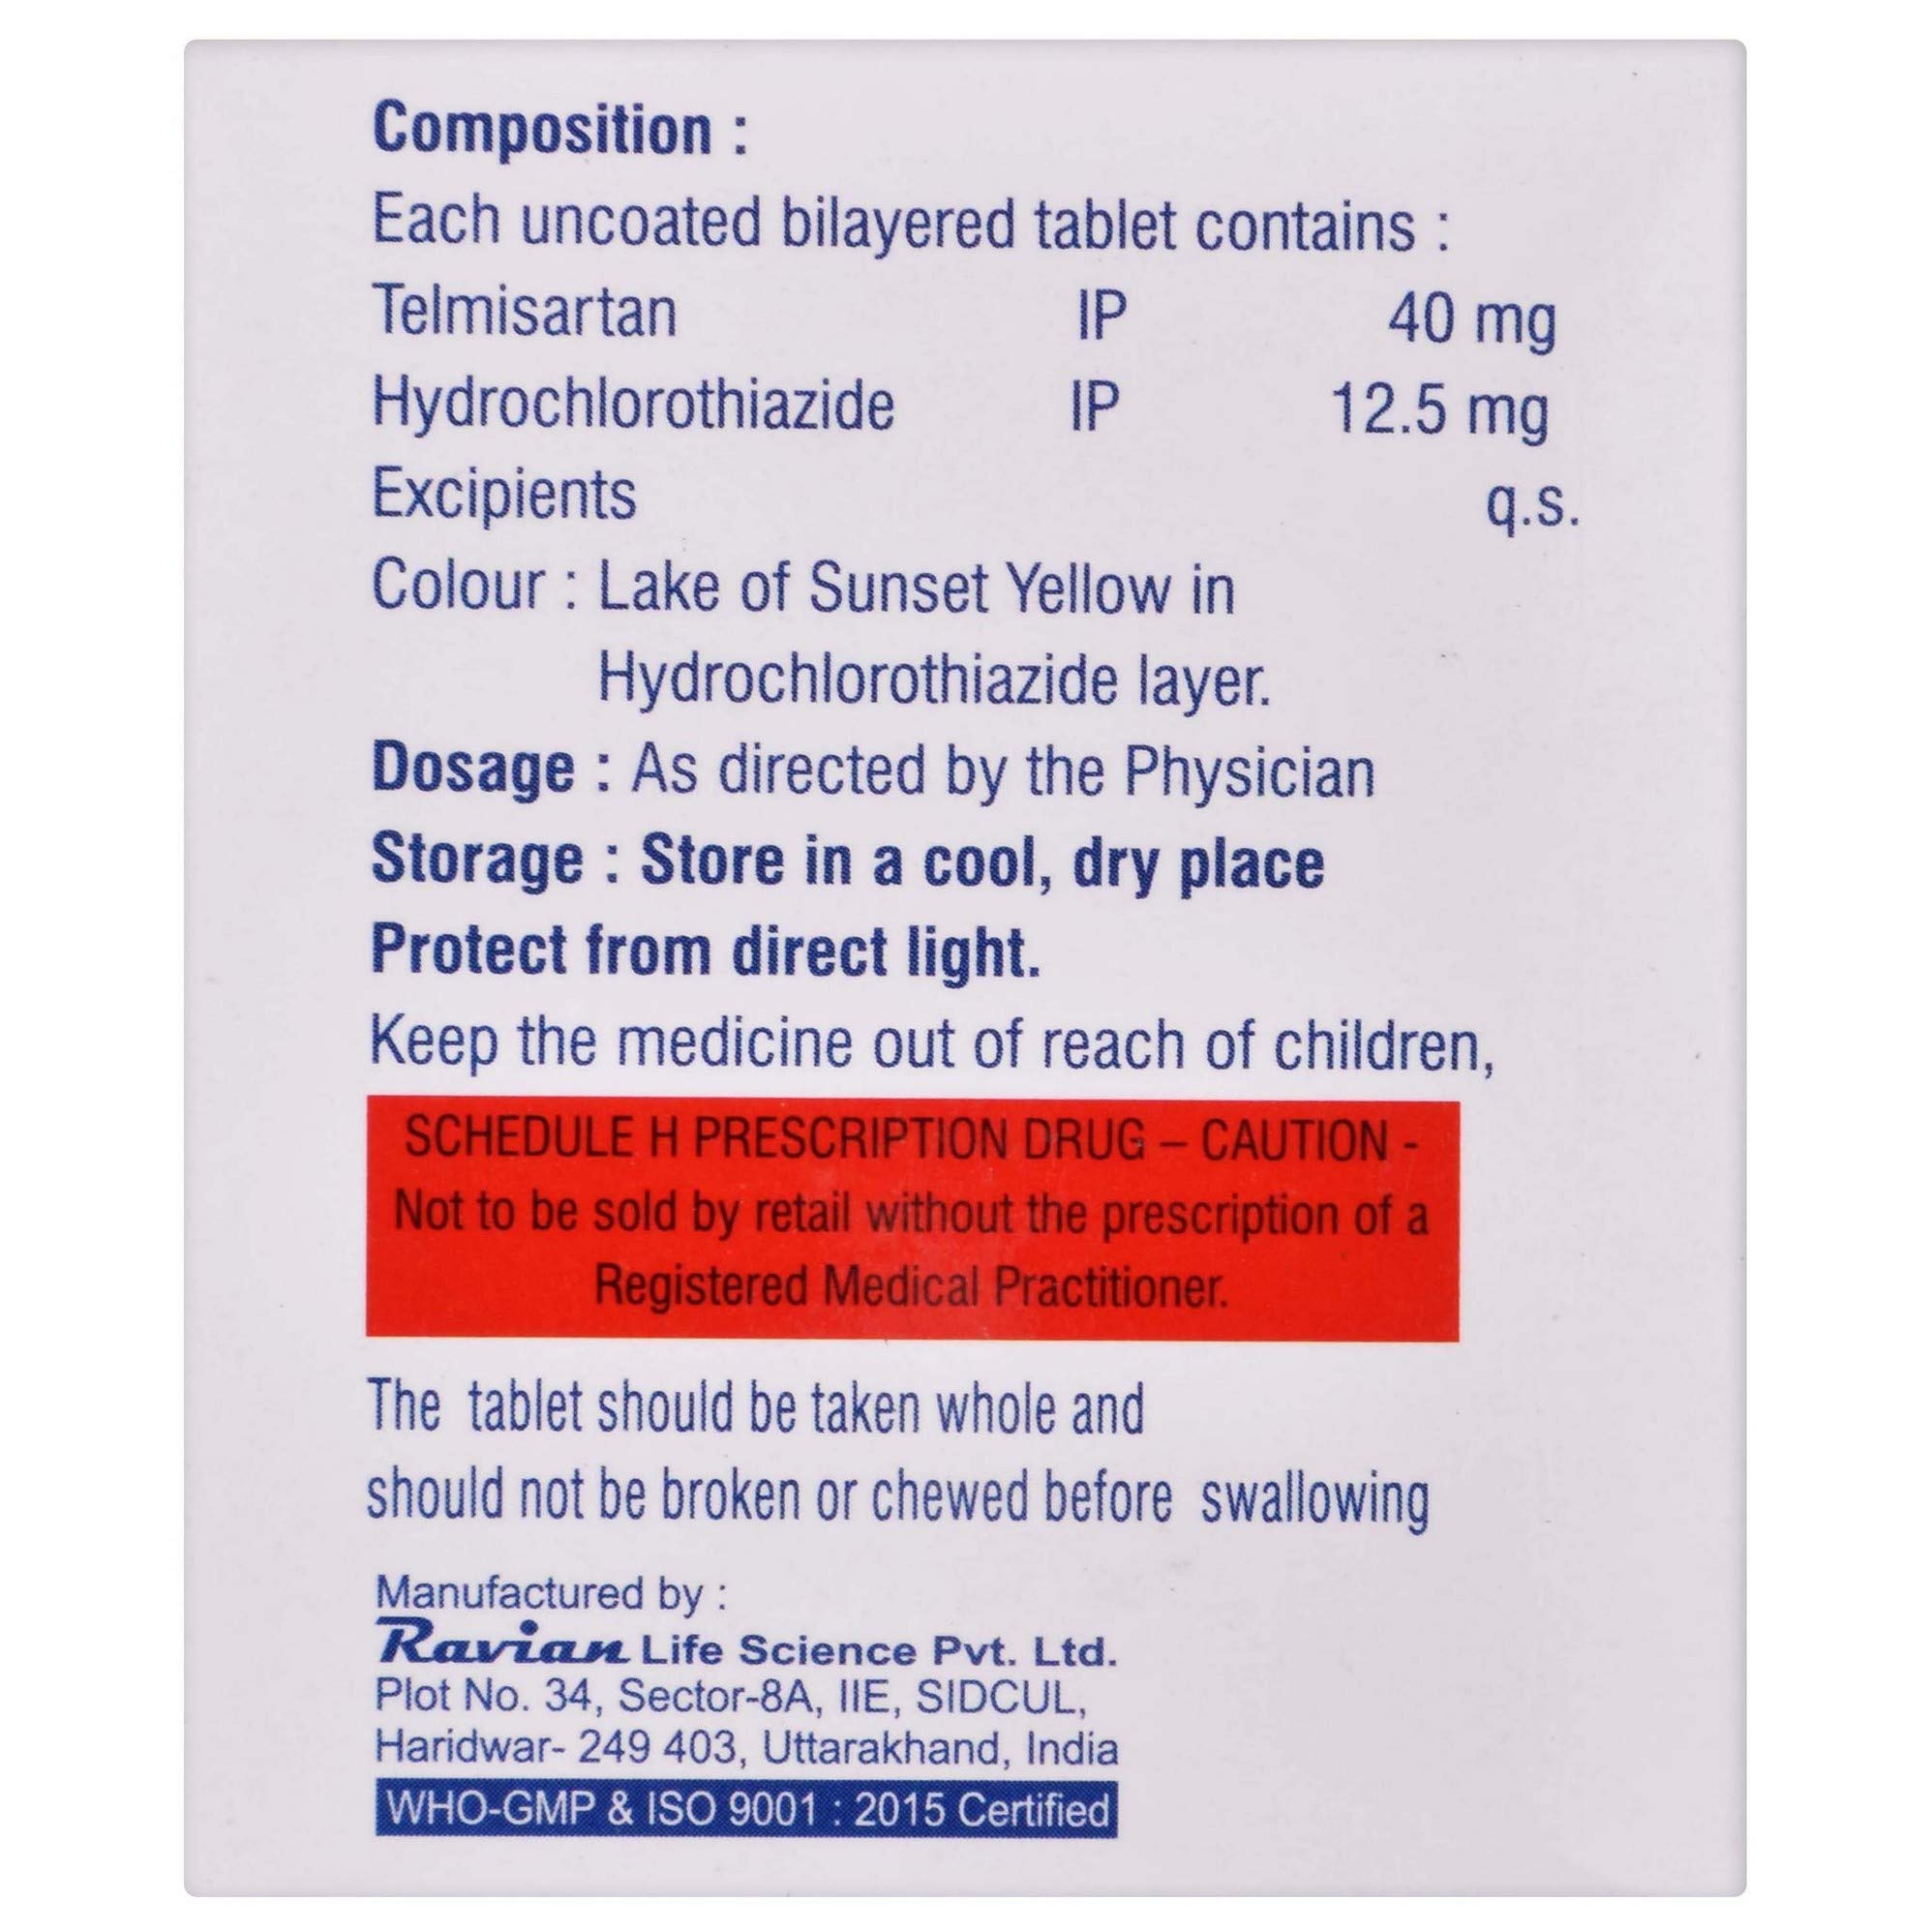 Composition :
Each uncoated bilayered tablet contains :
Telmisartan IP 40 mg
Hydrochlorothiazide IP 12.5 mg
Excipients q.s.
Colour : Lake of Sunset Yellow in
Hydrochlorothiazide layer.
Dosage : As directed by the Physician
Storage : Store in a cool, dry place
Protect from direct light.
Keep the medicine out of reach of children,
SCHEDULE H PRESCRIPTION DRUG – CAUTION -
Not to be sold by retail without the prescription of a
Registered Medical Practitioner.
The tablet should be taken whole and
should not be broken or chewed before swallowing
Manufactured by :
Ravian Life Science Pvt. Ltd.
Plot No. 34, Sector-8A, IIE, SIDCUL,
Haridwar- 249 403, Uttarakhand, India
WHO-GMP & ISO 9001 : 2015 Certified